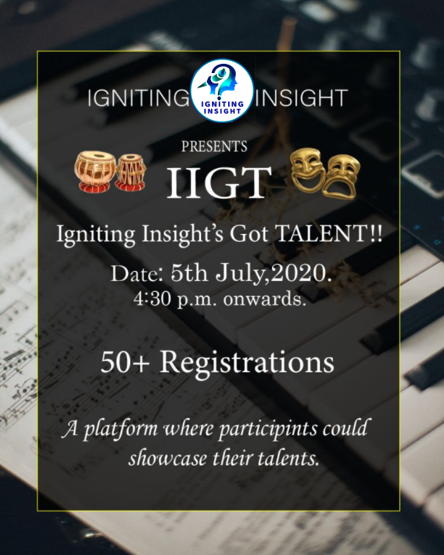 IGNITING INSIGHT
IGNITING
INSIGHT
PRESENTS
IIGT
Igniting Insight's Got TALENT!!
Date: 5th July,2020.
4:30 p.m. onwards.
50+ Registrations
A platform where participints could
showcase their talents.